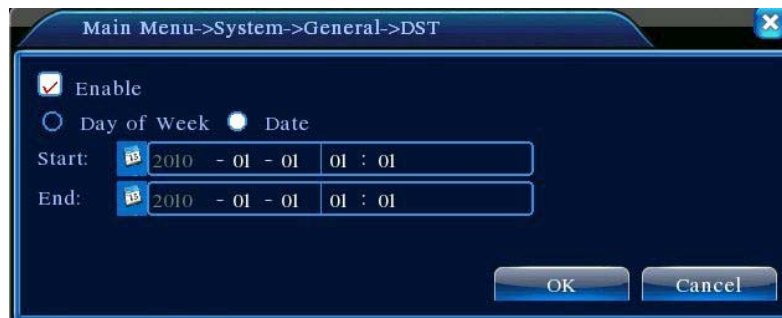 Main Menu->System->General->DST
Enable
Day of Week Date
Start: 2010 - 01 - 01 01 : 01
End: 2010 - 01 - 01 01 : 01
OK Cancel